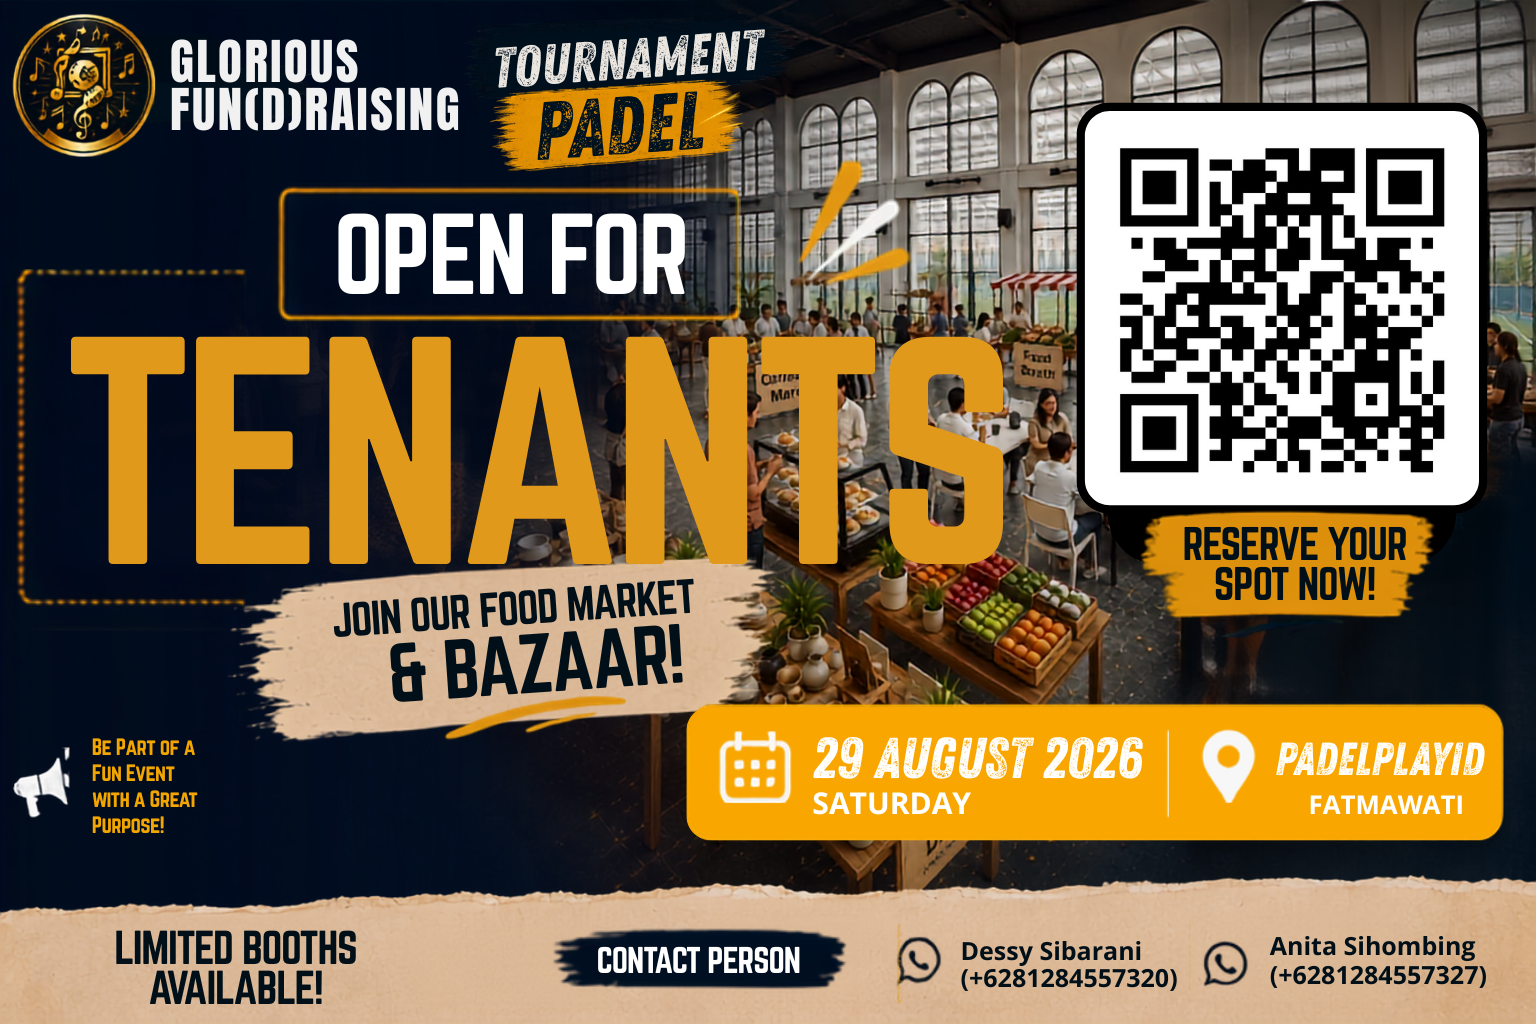 GLORIOUS
FUN(D)RAISING
TOURNAMENT
PADEL
OPEN FOR
TENANTS
JOIN OUR FOOD MARKET
& BAZAAR!
RESERVE YOUR
SPOT NOW!
BE PART OF A
FUN EVENT
WITH A GREAT
PURPOSE!
29 AUGUST 2026
SATURDAY
PADELPLAYID
FATMAWATI
LIMITED BOOTHS
AVAILABLE!
CONTACT PERSON
Dessy Sibarani
(+6281284557320)
Anita Sihombing
(+6281284557327)